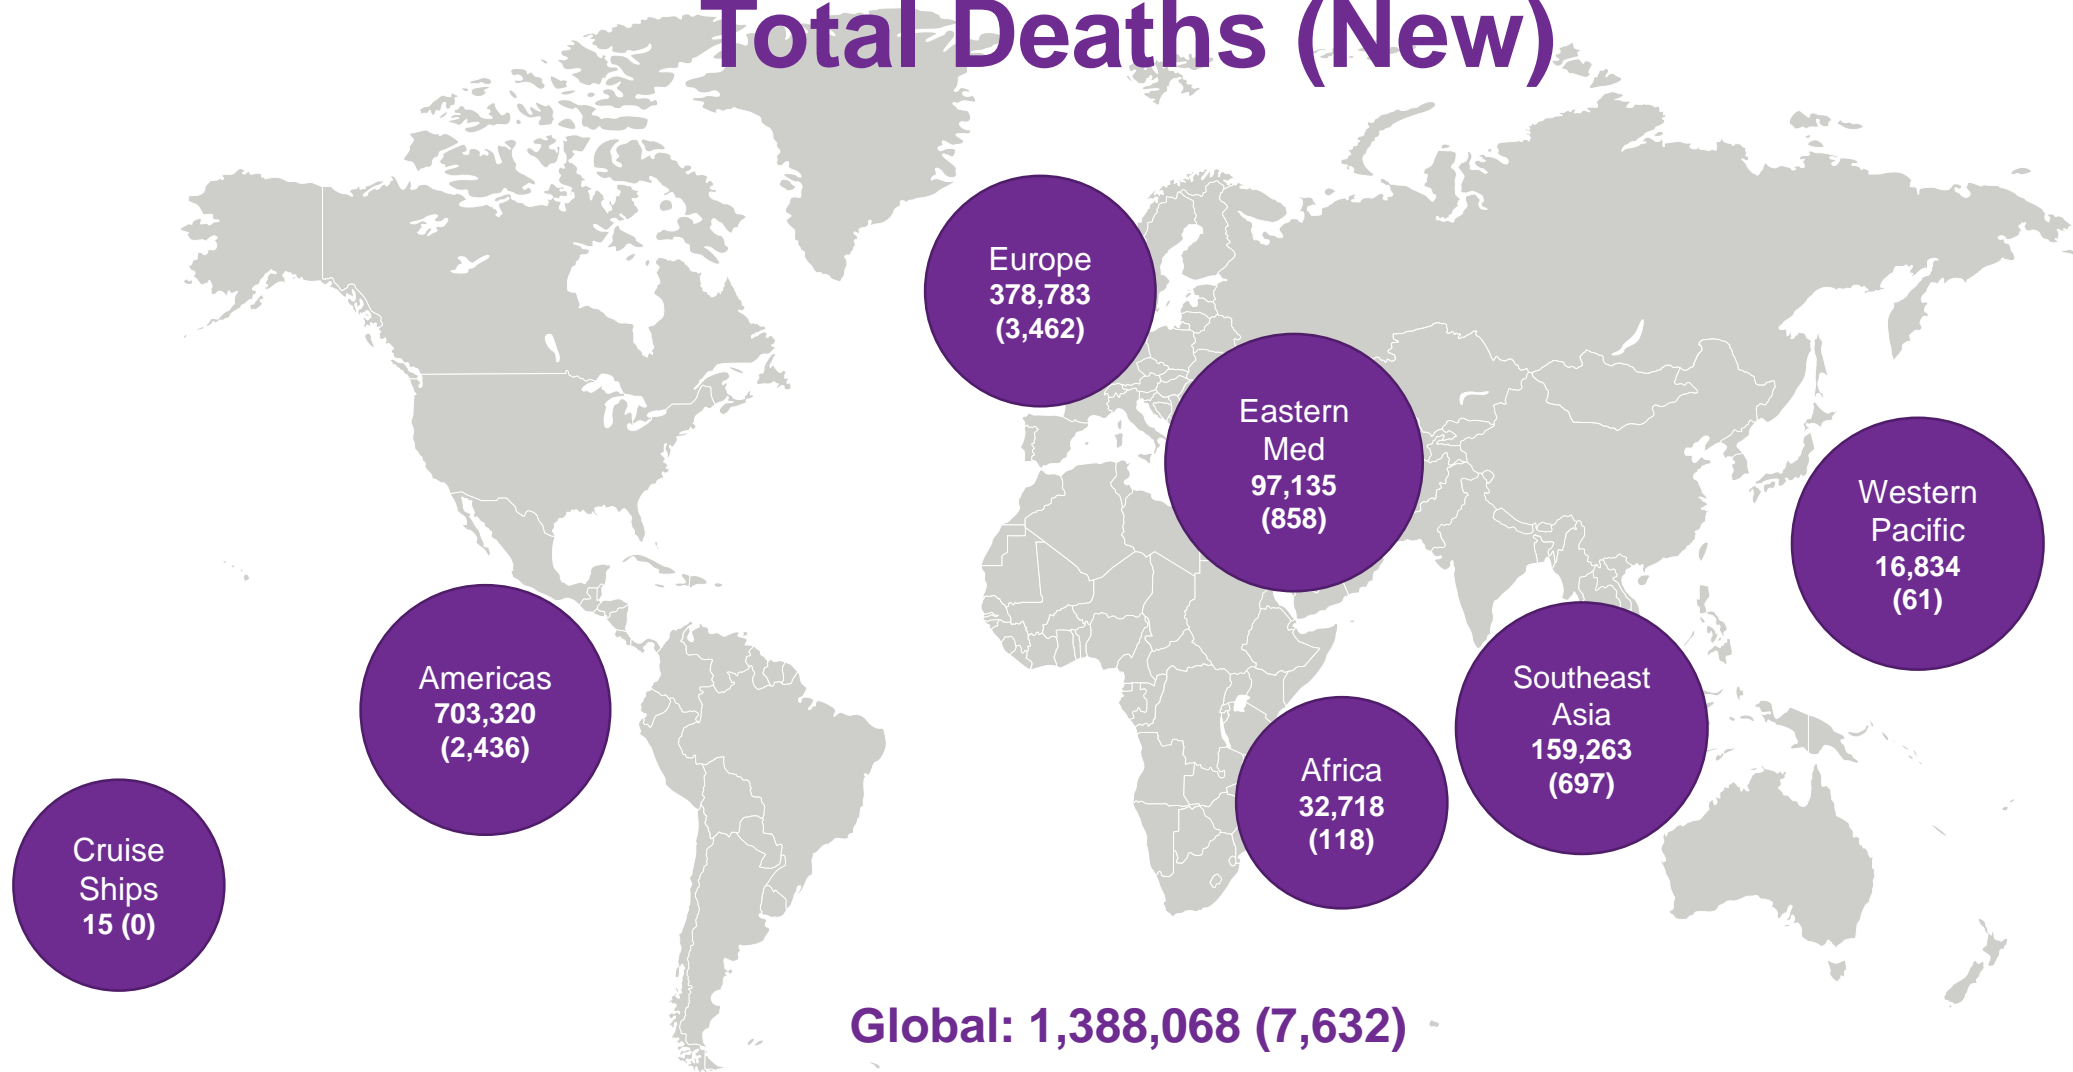 Total Deaths (New)
Europe
378,783
(3,462)
Eastern
Med
97,135
(858)
Western
Pacific
16,834
(61)
Americas
703,320
(2,436)
Southeast
Asia
159,263
(697)
Africa
32,718
(118)
Cruise
Ships
15 (0)
Global: 1,388,068 (7,632)